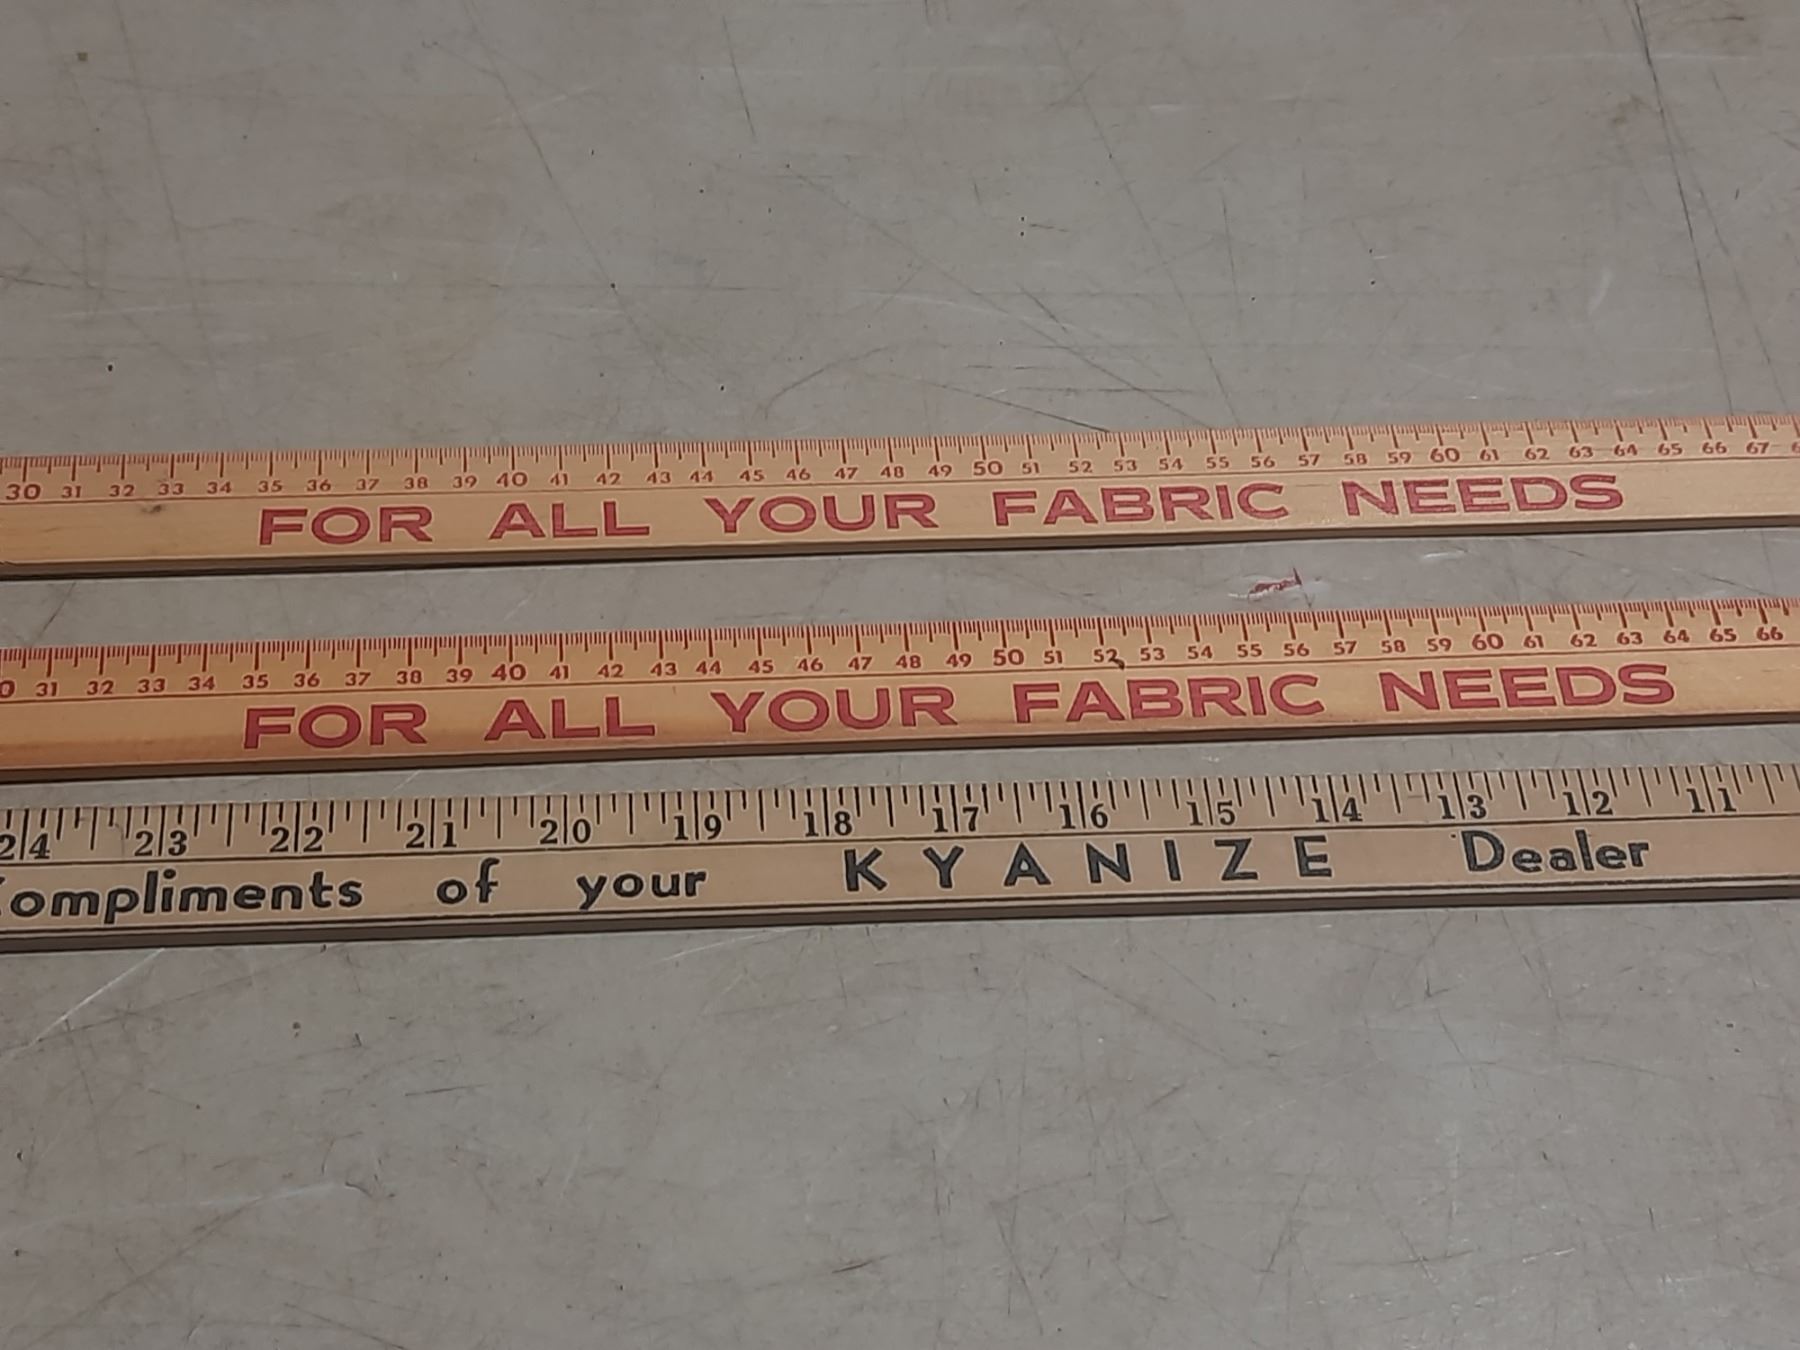 30 31 32 33 34 35 36 37 38 39 40 41 42 43 44 45 46 47 48 49 50 51 52 53 54 55 56 57 58 59 60 61 62 63 64 65 66 67
FOR ALL YOUR FABRIC NEEDS
31 32 33 34 35 36 37 38 39 40 41 42 43 44 45 46 47 48 49 50 51 52 53 54 55 56 57 58 59 60 61 62 63 64 65 66
FOR ALL YOUR FABRIC NEEDS
24 23 22 21 20 19 18 17 16 15 14 13 12 11
Compliments of your KYANIZE Dealer